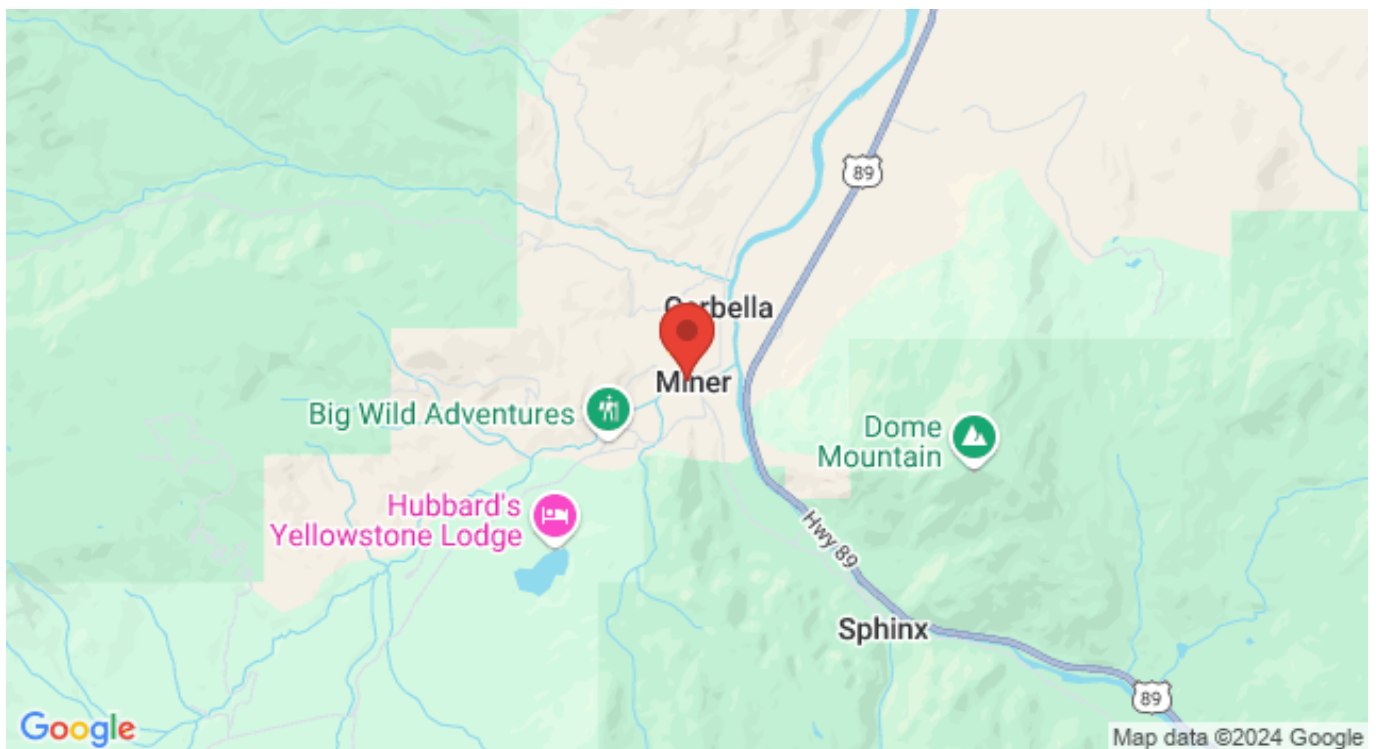 89
Corbella
Miner
Big Wild Adventures
Dome
Mountain
Hubbard's
Yellowstone Lodge
Hwy 89
Sphinx
89
Google
Map data ©2024 Google